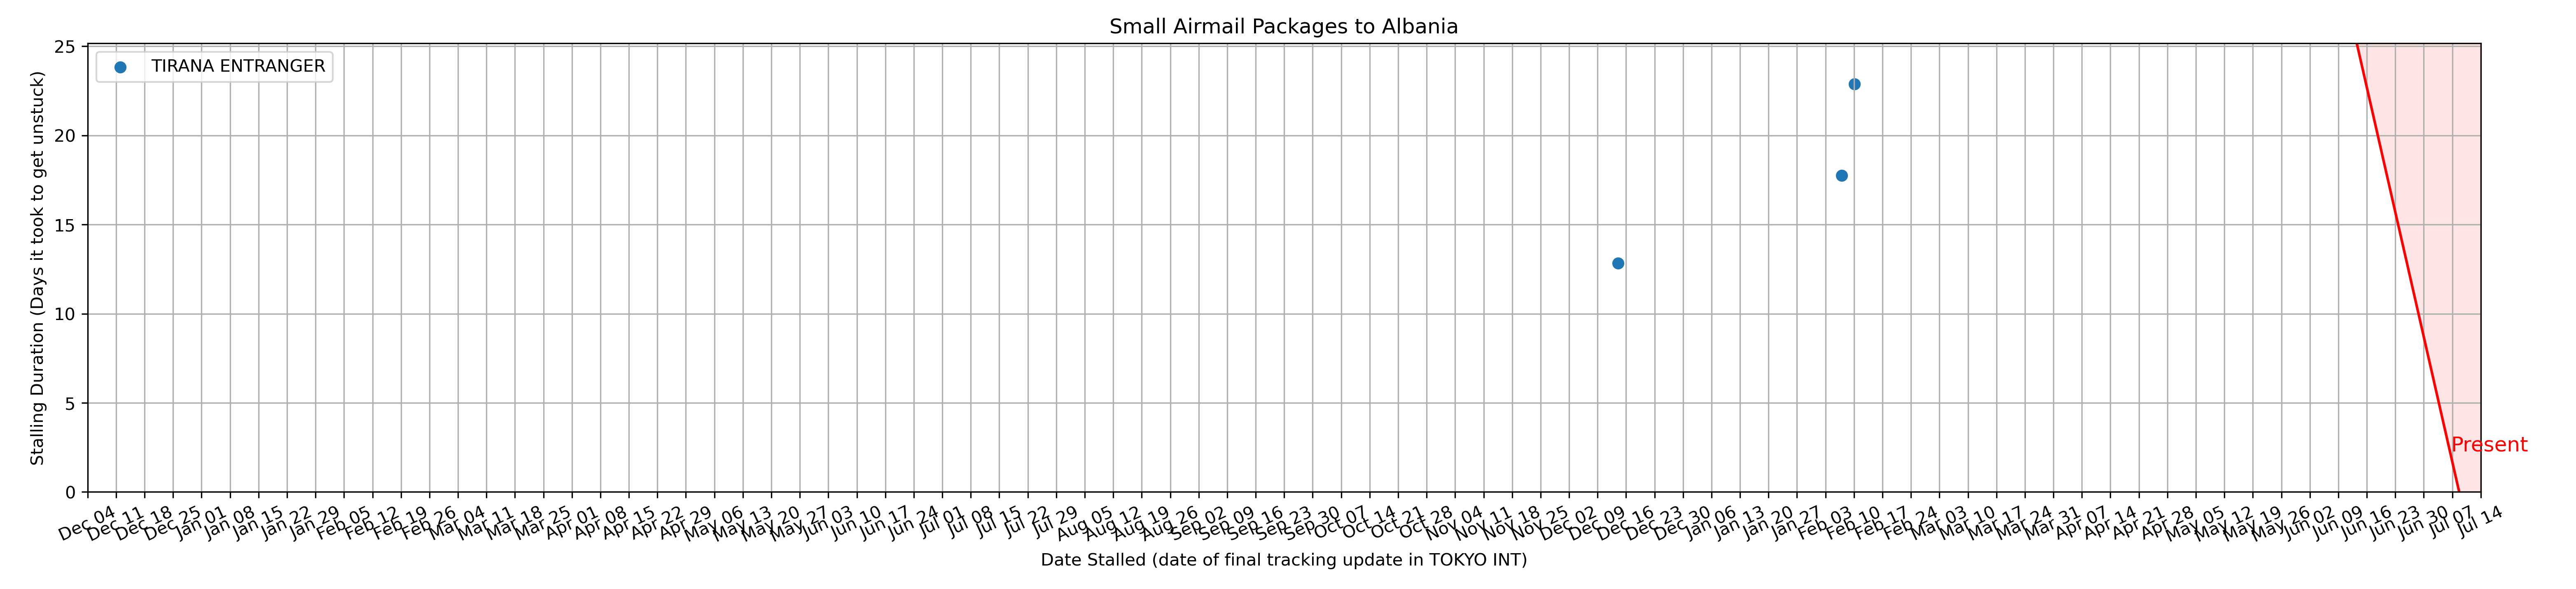 Small Airmail Packages to Albania
TIRANA ENTRANGER
Stalling Duration (Days it took to get unstuck)
25
20
15
10
5
0
Present
Dec 04
Dec 11
Dec 18
Dec 25
Jan 01
Jan 08
Jan 15
Jan 22
Jan 29
Feb 05
Feb 12
Feb 19
Feb 26
Mar 04
Mar 11
Mar 18
Mar 25
Apr 01
Apr 08
Apr 15
Apr 22
Apr 29
May 06
May 13
May 20
May 27
Jun 03
Jun 10
Jun 17
Jun 24
Jul 01
Jul 08
Jul 15
Jul 22
Jul 29
Aug 05
Aug 12
Aug 19
Aug 26
Sep 02
Sep 09
Sep 16
Sep 23
Sep 30
Oct 07
Oct 14
Oct 21
Oct 28
Nov 04
Nov 11
Nov 18
Nov 25
Dec 02
Dec 09
Dec 16
Dec 23
Dec 30
Jan 06
Jan 13
Jan 20
Jan 27
Feb 03
Feb 10
Feb 17
Feb 24
Mar 03
Mar 10
Mar 17
Mar 24
Mar 31
Apr 07
Apr 14
Apr 21
Apr 28
May 05
May 12
May 19
May 26
Jun 02
Jun 09
Jun 16
Jun 23
Jun 30
Jul 07
Jul 14
Date Stalled (date of final tracking update in TOKYO INT)